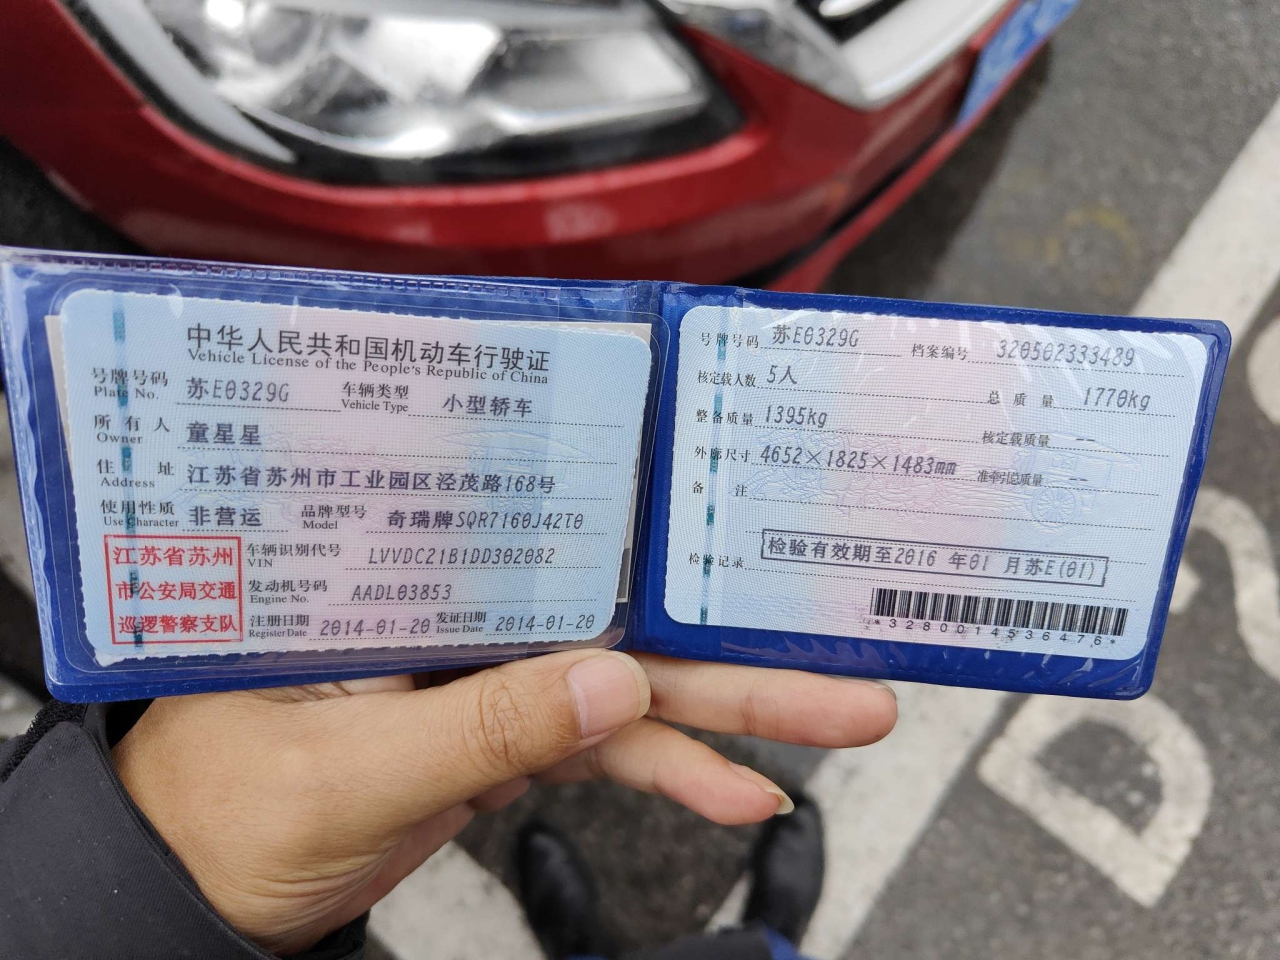 中华人民共和国机动车行驶证
Vehicle License of the People's Republic of China
号牌号码 苏E0329G 车辆类型 小型轿车
Plate No. Vehicle Type
所有人 童星星
Owner
住址 江苏省苏州市工业园区泾茂路168号
Address
使用性质 非营运 品牌型号 奇瑞牌SQR7160J42T0
Use Character Model
江苏省苏州
市公安局交通
巡逻警察支队
车辆识别代号 LVVDC21B1DD302082
VIN
发动机号码 AADL03853
Engine No.
注册日期 2014-01-20 发证日期 2014-01-20
Register Date Issue Date
号牌号码 苏E0329G 档案编号 320502333489
核定载人数 5人 总质量 1770kg
整备质量 1395kg 核定载质量 --
外廓尺寸 4652×1825×1483mm 准牵引总质量 --
备注
检验记录 检验有效期至2016年01月苏E(01)
*3280014536476*
D